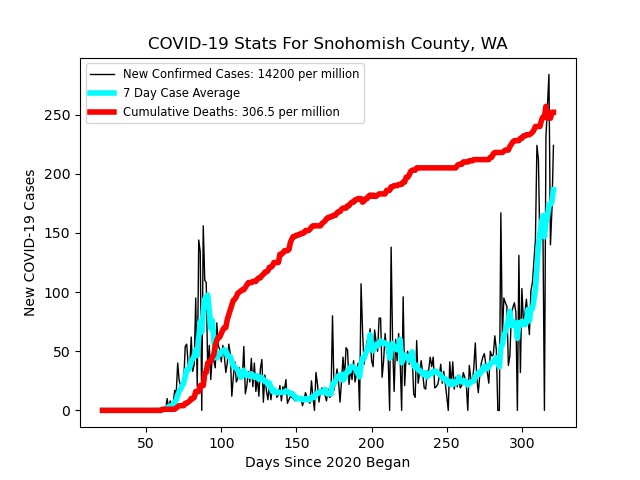 COVID-19 Stats For Snohomish County, WA
New Confirmed Cases: 14200 per million
7 Day Case Average
Cumulative Deaths: 306.5 per million
250
200
150
100
50
0
New COVID-19 Cases
50 100 150 200 250 300
Days Since 2020 Began